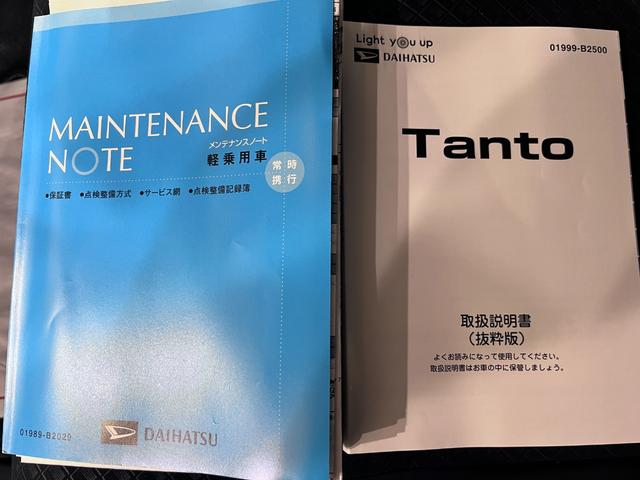 MAINTENANCE
NOTE
メンテナンスノート
軽乗用車
常時
携行
●保証書 ●点検整備方式 ●サービス網 ●点検整備記録簿
01989-B2020
DAIHATSU
Light you up
DAIHATSU
01999-B2500
Tanto
取扱説明書
（抜粋版）
よくお読みになって使用してください。
取扱説明書はお車の中に保管しましょう。